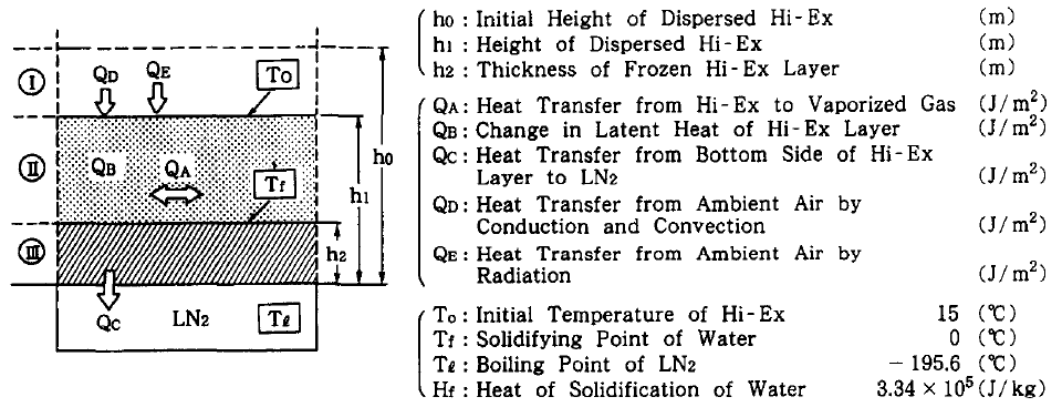 Ⅰ
Ⅱ
Ⅲ
QD
QE
To
QB
QA
Tf
h2
h1
h0
QC
LN2
Tℓ
h0 : Initial Height of Dispersed Hi-Ex (m)
h1 : Height of Dispersed Hi-Ex (m)
h2 : Thickness of Frozen Hi-Ex Layer (m)
QA : Heat Transfer from Hi-Ex to Vaporized Gas (J/m²)
QB : Change in Latent Heat of Hi-Ex Layer (J/m²)
QC : Heat Transfer from Bottom Side of Hi-Ex
Layer to LN2 (J/m²)
QD : Heat Transfer from Ambient Air by
Conduction and Convection (J/m²)
QE : Heat Transfer from Ambient Air by
Radiation (J/m²)
To : Initial Temperature of Hi-Ex 15 (℃)
Tf : Solidifying Point of Water 0 (℃)
Tℓ : Boiling Point of LN2 − 195.6 (℃)
Hf : Heat of Solidification of Water 3.34 × 10⁵ (J/kg)